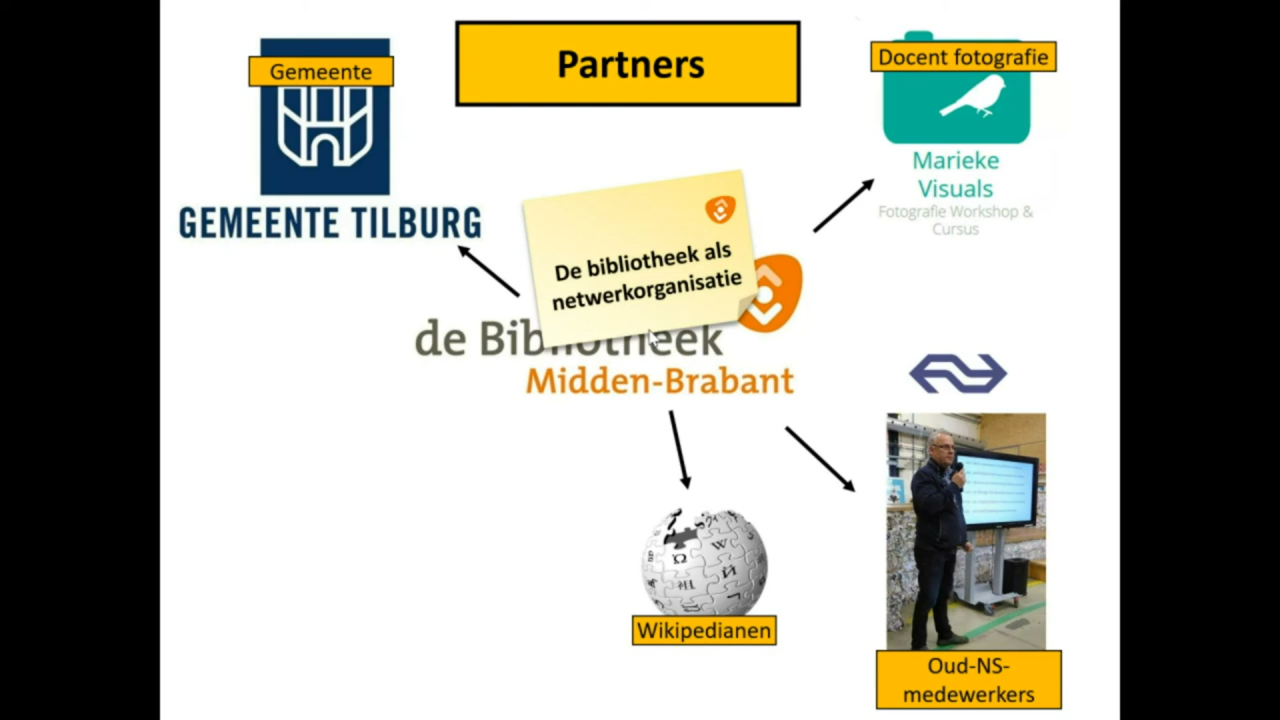 Partners
Gemeente
GEMEENTE TILBURG
Docent fotografie
Marieke
Visuals
Fotografie Workshop &
Cursus
De bibliotheek als
netwerkorganisatie
de Bibliotheek
Midden-Brabant
Wikipedianen
Oud-NS-
medewerkers